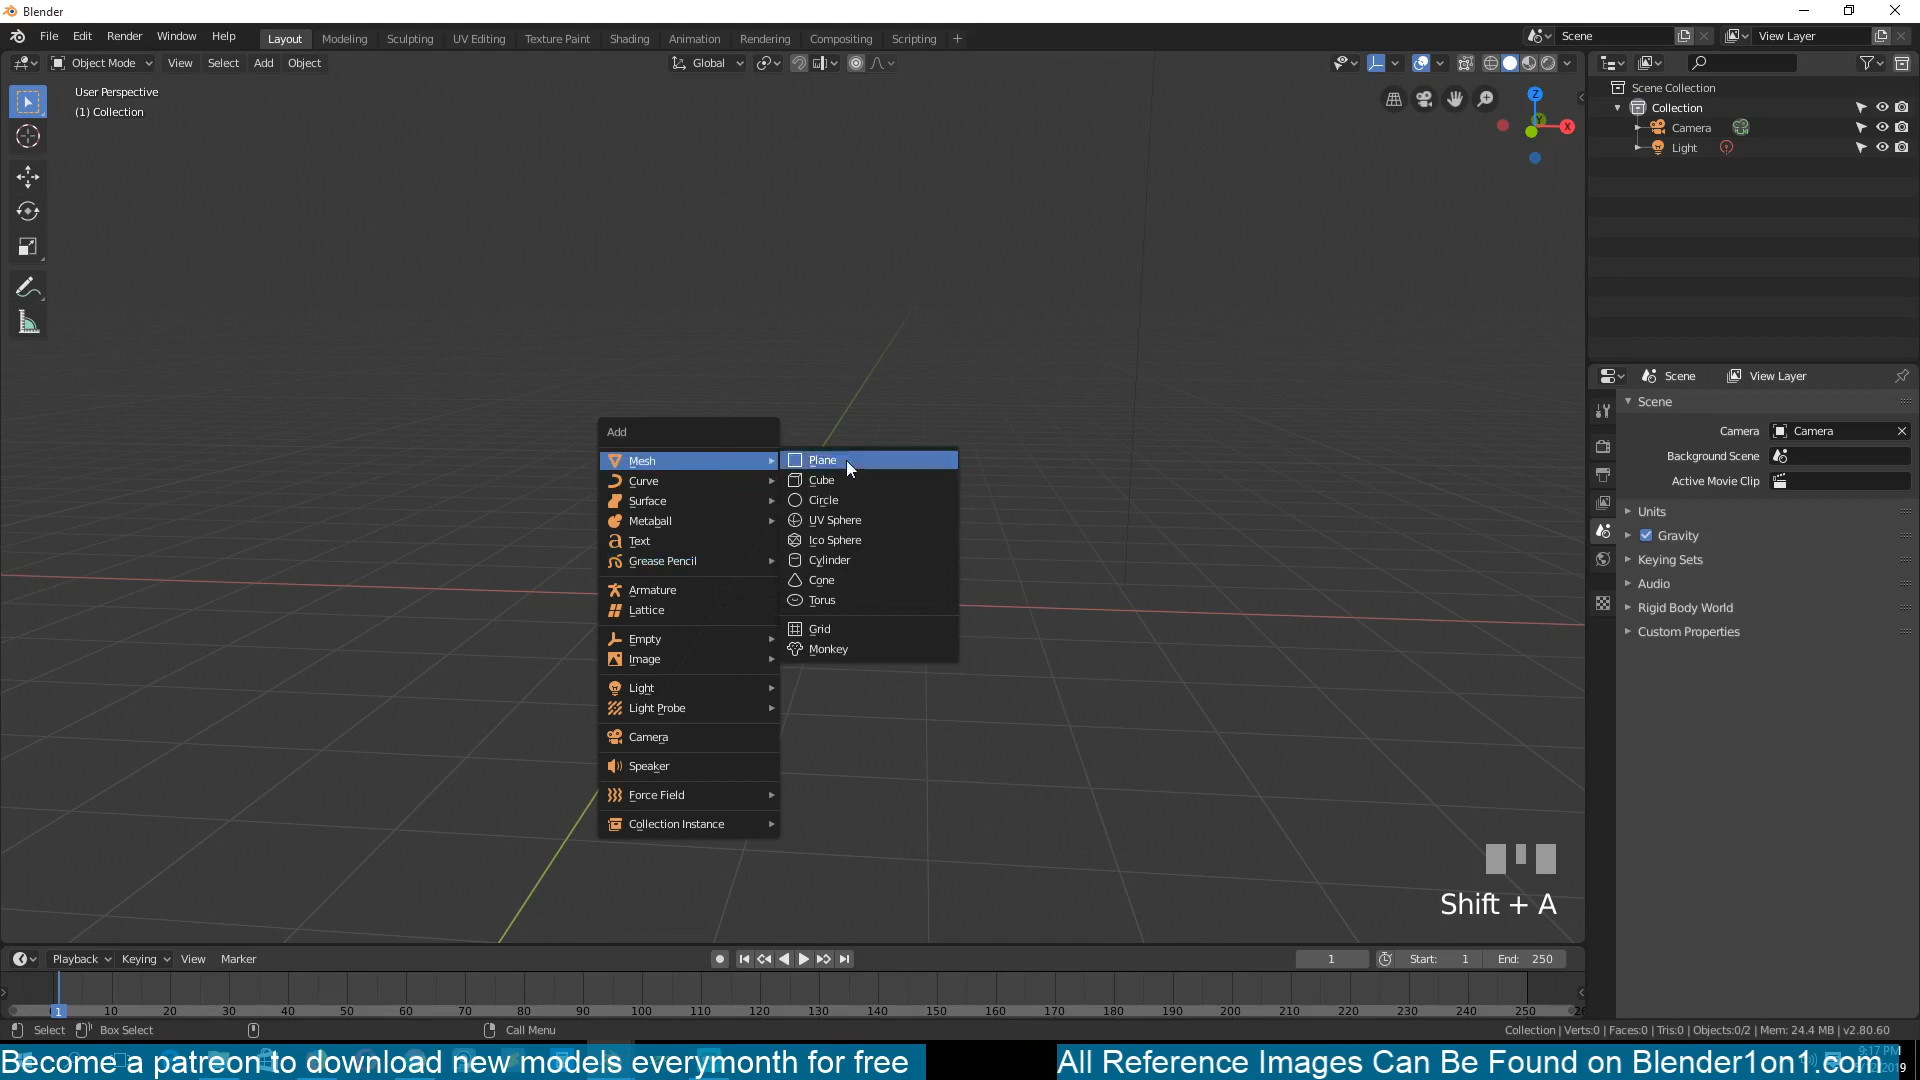 Blender
File Edit Render Window Help
Layout Modeling Sculpting UV Editing Texture Paint Shading Animation Rendering Compositing Scripting +
Scene
View Layer
Object Mode View Select Add Object
Global
User Perspective
(1) Collection
Z
Y
X
Scene Collection
Collection
Camera
Light
Scene View Layer
Scene
Camera Camera
Background Scene
Active Movie Clip
Units
Gravity
Keying Sets
Audio
Rigid Body World
Custom Properties
Add
Mesh
Curve
Surface
Metaball
Text
Grease Pencil
Armature
Lattice
Empty
Image
Light
Light Probe
Camera
Speaker
Force Field
Collection Instance
Plane
Cube
Circle
UV Sphere
Ico Sphere
Cylinder
Cone
Torus
Grid
Monkey
Shift + A
Playback Keying View Marker
1 Start: 1 End: 250
1 10 20 30 40 50 60 70 80 90 100 110 120 130 140 150 160 170 180 190 200 210 220 230 240 250
Select Box Select Call Menu
Collection | Verts:0 | Faces:0 | Tris:0 | Objects:0/2 | Mem: 24.4 MB | v2.80.60
Become a patreon to download new models everymonth for free
All Reference Images Can Be Found on Blender1on1.com
9:17 PM